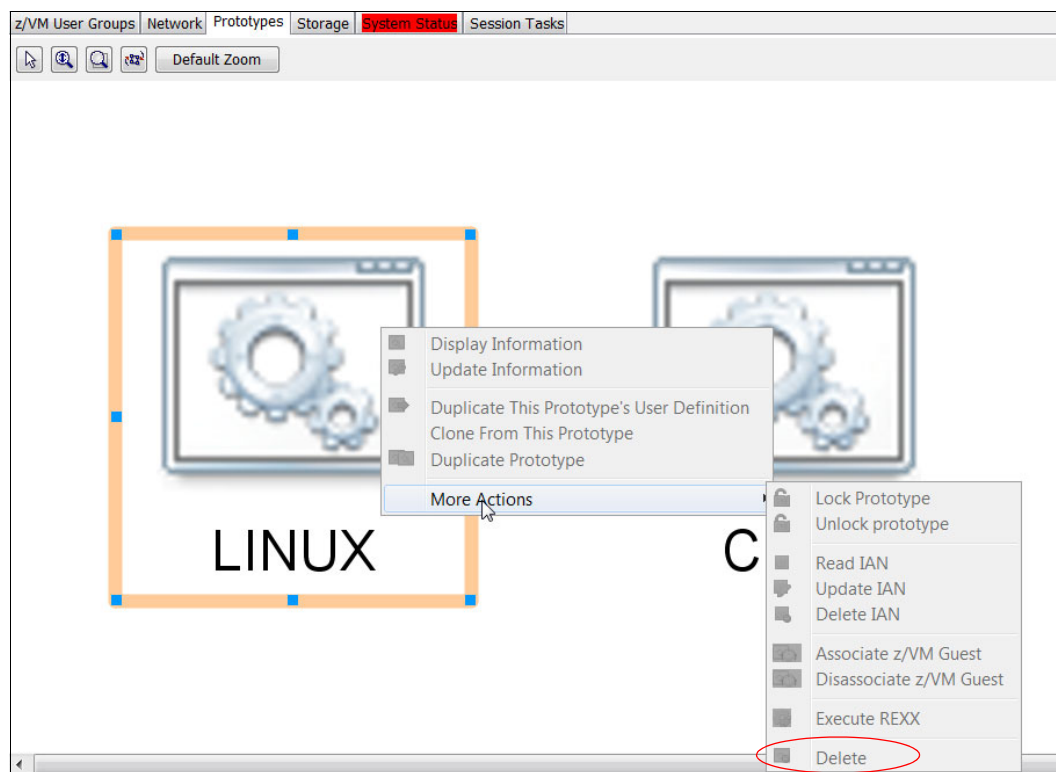 z/VM User Groups Network Prototypes Storage System Status Session Tasks
Default Zoom
Display Information
Update Information
Duplicate This Prototype's User Definition
Clone From This Prototype
Duplicate Prototype
More Actions
LINUX
C
Lock Prototype
Unlock prototype
Read IAN
Update IAN
Delete IAN
Associate z/VM Guest
Disassociate z/VM Guest
Execute REXX
Delete